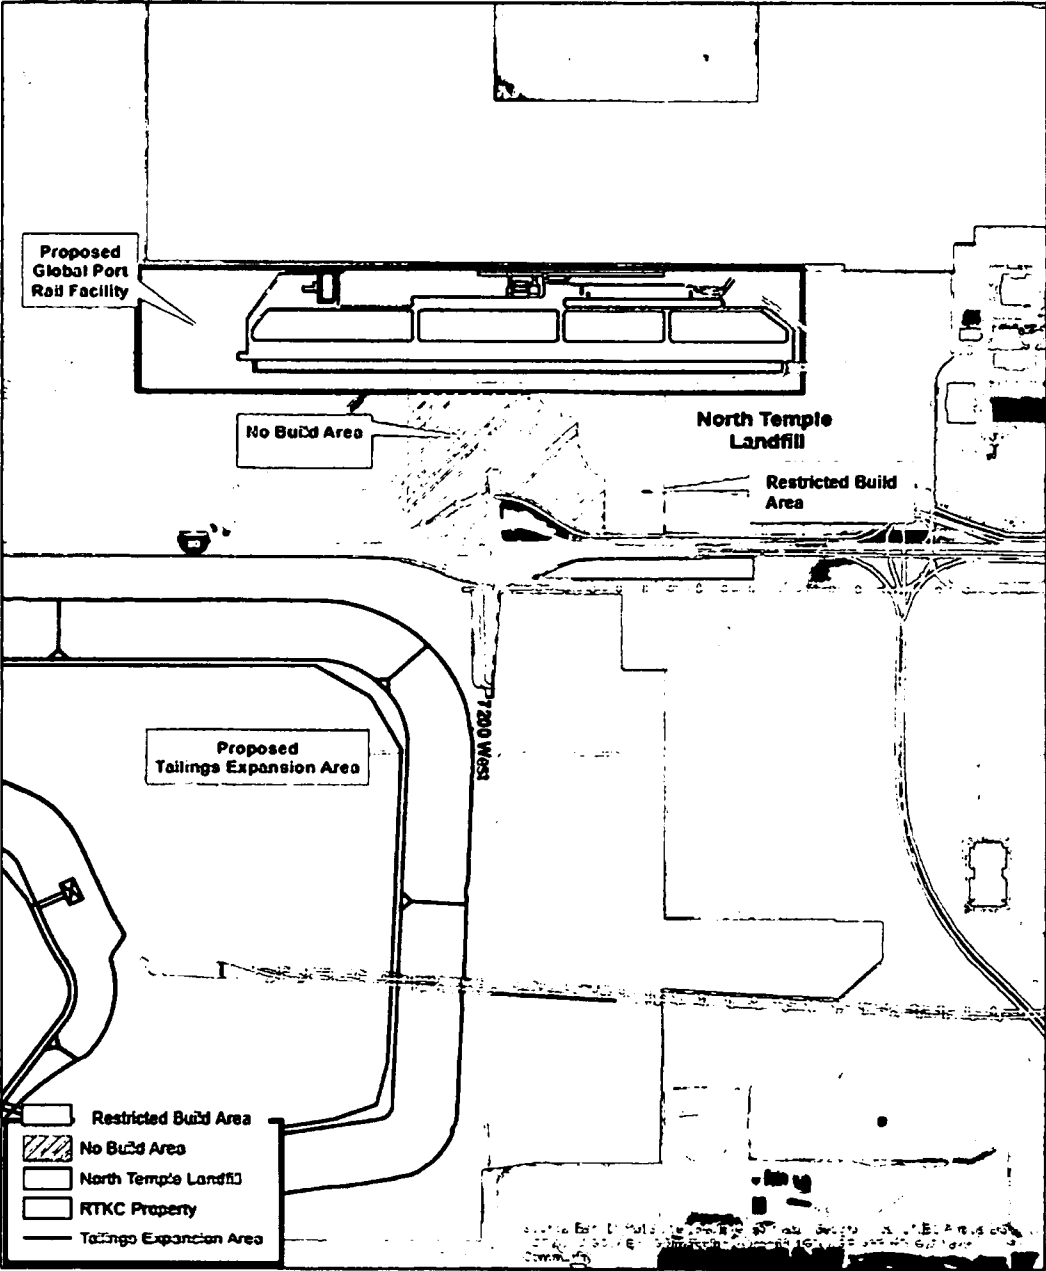 Proposed
Global Port
Rail Facility
No Build Area
North Temple
Landfill
Restricted Build
Area
7200 West
Proposed
Tailings Expansion Area
Restricted Build Area
No Build Area
North Temple Landfill
RTKC Property
Tailings Expansion Area